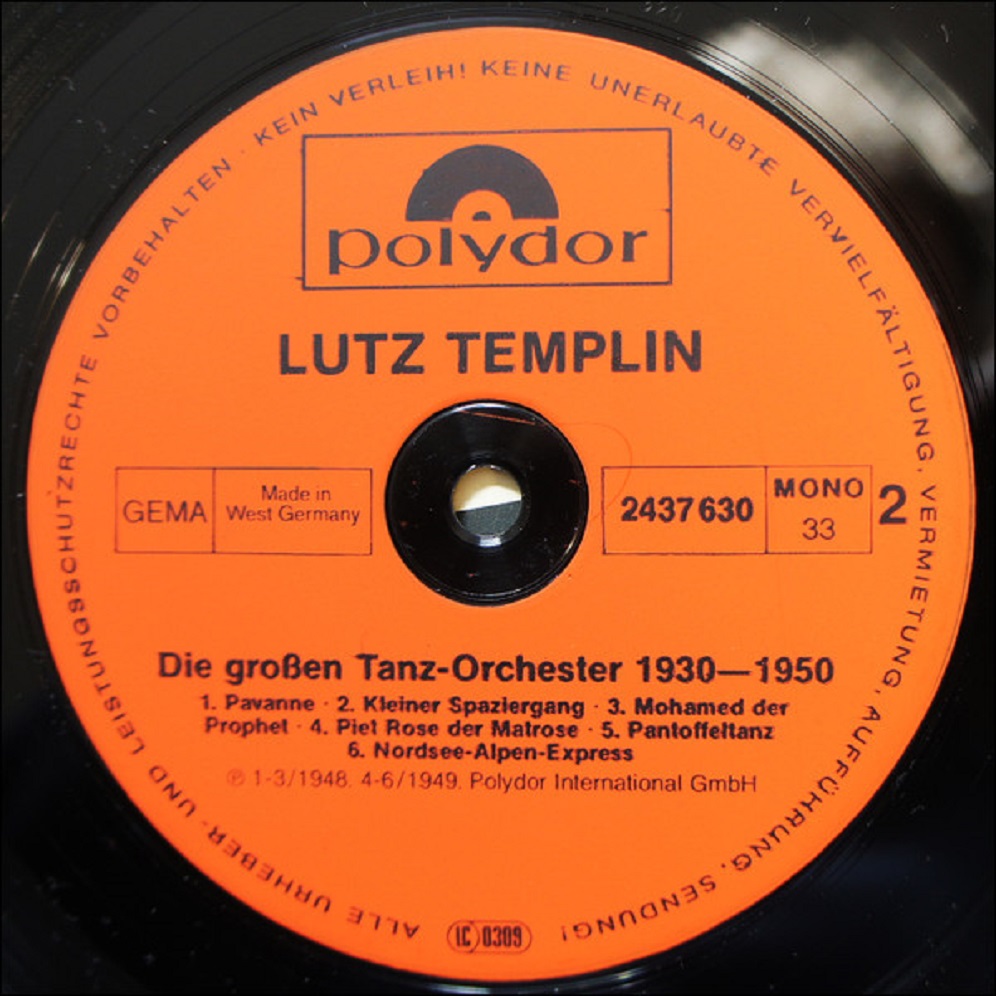 ALLE URHEBER- UND LEISTUNGSSCHUTZRECHTE VORBEHALTEN · KEIN VERLEIH! KEINE UNERLAUBTE VERVIELFÄLTIGUNG, VERMIETUNG, AUFFÜHRUNG, SENDUNG!
polydor
LUTZ TEMPLIN
GEMA
Made in
West Germany
2437 630
MONO
33
2
Die großen Tanz-Orchester 1930—1950
1. Pavanne · 2. Kleiner Spaziergang · 3. Mohamed der
Prophet · 4. Piet Rose der Matrose · 5. Pantoffeltanz
6. Nordsee-Alpen-Express
℗ 1-3/1948. 4-6/1949. Polydor International GmbH
LC 0309